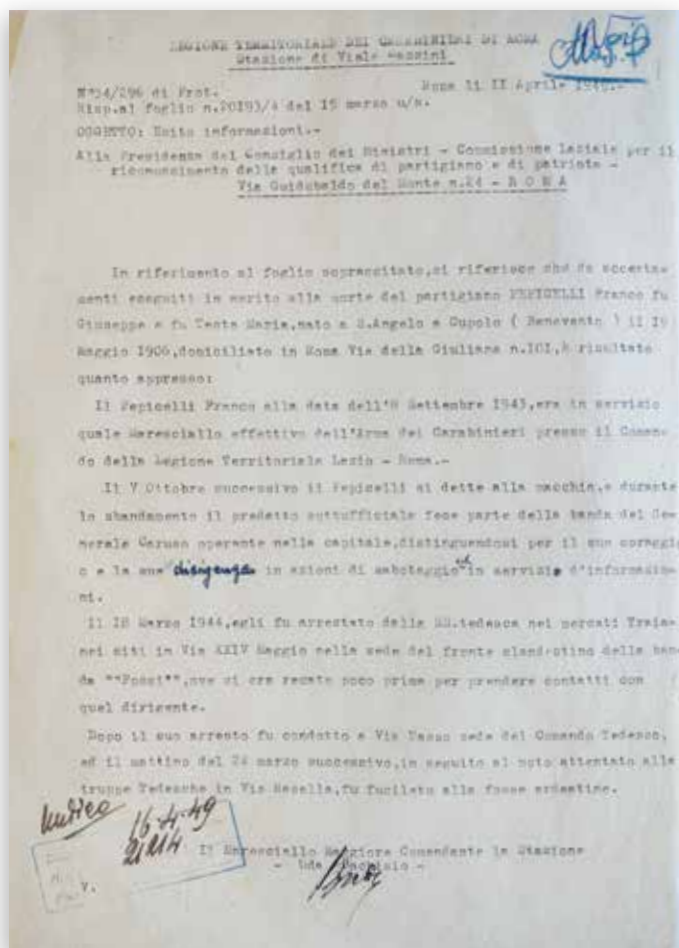 LEGIONE TERRITORIALE DEI CARABINIERI DI ROMA
Stazione di Viale Mazzini
N°34/296 di Prot. Roma li II Aprile 1949.-
Risp.al foglio n.20193/4 del 15 marzo u/s.
OGGETTO: Esito informazioni.-
Alla Presidenza del Consiglio dei Ministri - Commissione Laziale per il
riconoscimento delle qualifica di partigiano e di patriota -
Via Guidubaldo del Monte n.24 - R O M A
In riferimento al foglio sopraccitato,si riferisce che da accerta-
menti eseguiti in merito alla morte del partigiano PEPICELLI Franco fu
Giuseppe e fu Testa Maria,nato a S.Angelo a Cupolo ( Benevento ) il
Maggio 1906,domiciliato in Roma Via della Giuliana n.101,è risultato
quanto appresso:
Il Pepicelli Franco alla data dell'8 Settembre 1943,era in servizio
quale Maresciallo effettivo dell'Arma dei Carabinieri presso il Coman-
do della Legione Territoriale Lazio - Roma.-
Il 7 Ottobre successivo il Pepicelli si dette alla macchia,e durante
lo sbandamento il predetto sottufficiale fece parte della banda del Ge-
nerale Caruso operante nella capitale,distinguendosi per il suo coraggi
o e la sua in azioni di sabotaggio ed in servizio d'informazio-
ni.
Il 18 Marzo 1944,egli fu arrestato dalla SS.tedesca nei mercati Traia-
nei siti in Via XXIV Maggio nella sede del fronte clandestino della ban-
da ove si era recato poco prima per prendere contatti con
quel dirigente.
Dopo il suo arresto fu condotto a Via Tasso sede del Comando Tedesco,
ed il mattino del 24 marzo successivo,in seguito al noto attentato alle
truppe Tedesche in Via Rasella,fu fucilato alle fosse ardeatine.
16-4-49
21214
Il Maresciallo Maggiore Comandante la Stazione
V.